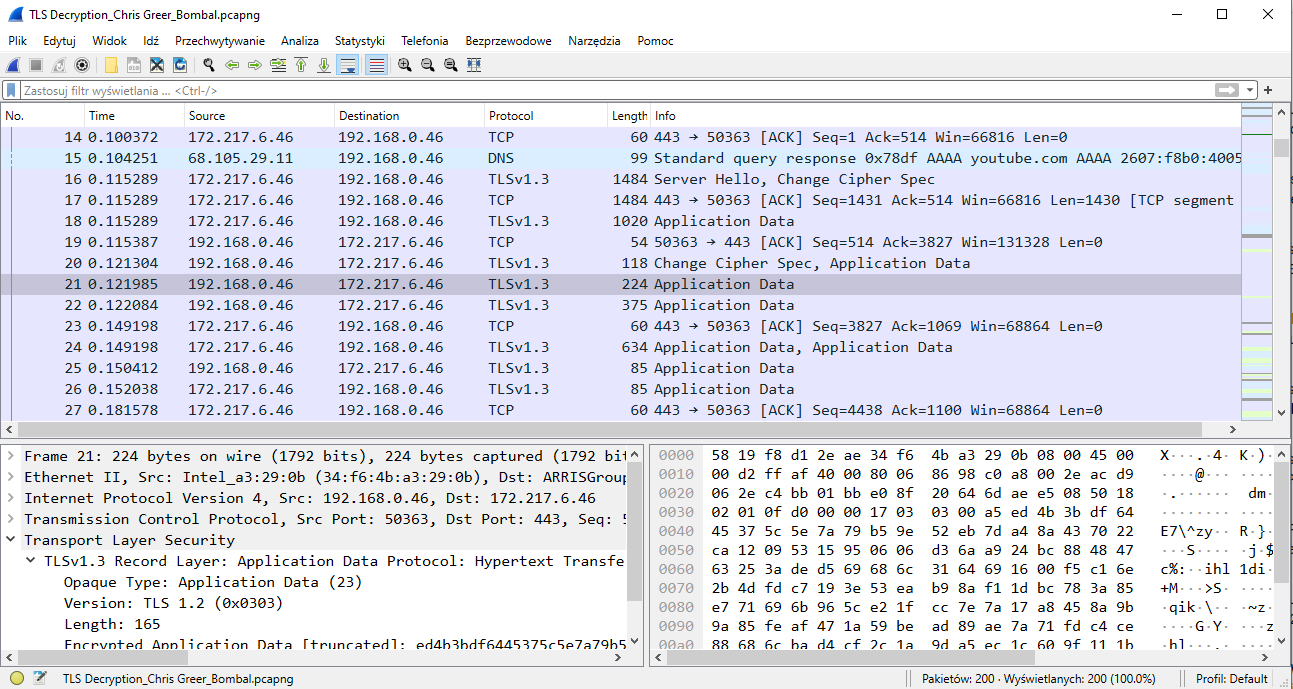 TLS Decryption_Chris Greer_Bombal.pcapng
Plik Edytuj Widok Idź Przechwytywanie Analiza Statystyki Telefonia Bezprzewodowe Narzędzia Pomoc
Zastosuj filtr wyświetlania ... <Ctrl-/>
No. Time Source Destination Protocol Length Info
14 0.100372 172.217.6.46 192.168.0.46 TCP 60 443 → 50363 [ACK] Seq=1 Ack=514 Win=66816 Len=0
15 0.104251 68.105.29.11 192.168.0.46 DNS 99 Standard query response 0x78df AAAA youtube.com AAAA 2607:f8b0:4005
16 0.115289 172.217.6.46 192.168.0.46 TLSv1.3 1484 Server Hello, Change Cipher Spec
17 0.115289 172.217.6.46 192.168.0.46 TCP 1484 443 → 50363 [ACK] Seq=1431 Ack=514 Win=66816 Len=1430 [TCP segment
18 0.115289 172.217.6.46 192.168.0.46 TLSv1.3 1020 Application Data
19 0.115387 192.168.0.46 172.217.6.46 TCP 54 50363 → 443 [ACK] Seq=514 Ack=3827 Win=131328 Len=0
20 0.121304 192.168.0.46 172.217.6.46 TLSv1.3 118 Change Cipher Spec, Application Data
21 0.121985 192.168.0.46 172.217.6.46 TLSv1.3 224 Application Data
22 0.122084 192.168.0.46 172.217.6.46 TLSv1.3 375 Application Data
23 0.149198 172.217.6.46 192.168.0.46 TCP 60 443 → 50363 [ACK] Seq=3827 Ack=1069 Win=68864 Len=0
24 0.149198 172.217.6.46 192.168.0.46 TLSv1.3 634 Application Data, Application Data
25 0.150412 192.168.0.46 172.217.6.46 TLSv1.3 85 Application Data
26 0.152038 172.217.6.46 192.168.0.46 TLSv1.3 85 Application Data
27 0.181578 172.217.6.46 192.168.0.46 TCP 60 443 → 50363 [ACK] Seq=4438 Ack=1100 Win=68864 Len=0
Frame 21: 224 bytes on wire (1792 bits), 224 bytes captured (1792 bit
Ethernet II, Src: Intel_a3:29:0b (34:f6:4b:a3:29:0b), Dst: ARRISGroup
Internet Protocol Version 4, Src: 192.168.0.46, Dst: 172.217.6.46
Transmission Control Protocol, Src Port: 50363, Dst Port: 443, Seq: 5
Transport Layer Security
TLSv1.3 Record Layer: Application Data Protocol: Hypertext Transfe
Opaque Type: Application Data (23)
Version: TLS 1.2 (0x0303)
Length: 165
Encrypted Application Data [truncated]: ed4b3bdf6445375c5e7a79b5
0000 58 19 f8 d1 2e ae 34 f6 4b a3 29 0b 08 00 45 00 X···.·4· K·)·
0010 00 d2 ff af 40 00 80 06 86 98 c0 a8 00 2e ac d9 ····@··· ····
0020 06 2e c4 bb 01 bb e0 8f 20 64 6d ae e5 08 50 18 ·.······ dm·
0030 02 01 0f d0 00 00 17 03 03 00 a5 ed 4b 3b df 64 ········ ····
0040 45 37 5c 5e 7a 79 b5 9e 52 eb 7d a4 8a 43 70 22 E7\^zy·· R·}·
0050 ca 12 09 53 15 95 06 06 d3 6a a9 24 bc 88 48 47 ···S···· ·j·$
0060 63 25 3a de d5 69 68 6c 31 64 69 16 00 f5 c1 6e c%:··ihl 1di·
0070 2b 4d fd c7 19 3e 53 ea b9 8a f1 1d bc 78 3a 85 +M···>S· ····
0080 e7 71 69 6b 96 5c e2 1f cc 7e 7a 17 a8 45 8a 9b ·qik·\·· ·~z·
0090 9a 85 fe af 47 1a 59 be ad 89 ae 7a 71 fd c4 ce ····G·Y· ···z
00a0 88 68 6c ba d4 cf 2c 1a 9d a5 ec 1c 60 9f 11 1b ·hl···,· ····
TLS Decryption_Chris Greer_Bombal.pcapng Pakietów: 200 · Wyświetlanych: 200 (100.0%) Profil: Default